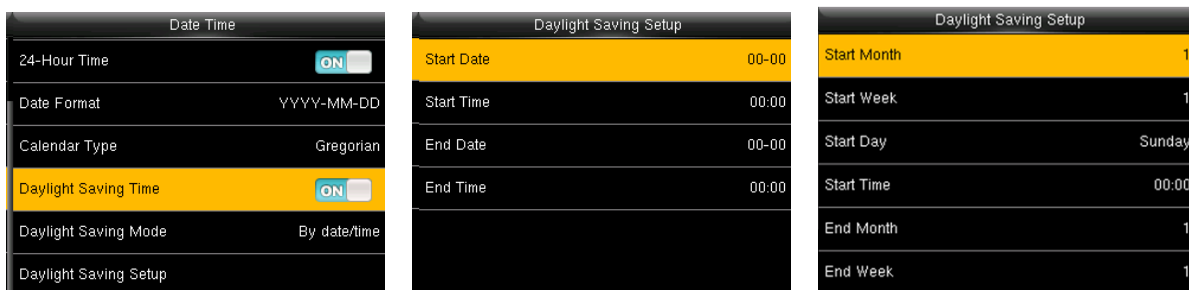 Date Time
24-Hour Time ON
Date Format YYYY-MM-DD
Calendar Type Gregorian
Daylight Saving Time ON
Daylight Saving Mode By date/time
Daylight Saving Setup
Daylight Saving Setup
Start Date 00-00
Start Time 00:00
End Date 00-00
End Time 00:00
Daylight Saving Setup
Start Month 1
Start Week 1
Start Day Sunday
Start Time 00:00
End Month 1
End Week 1